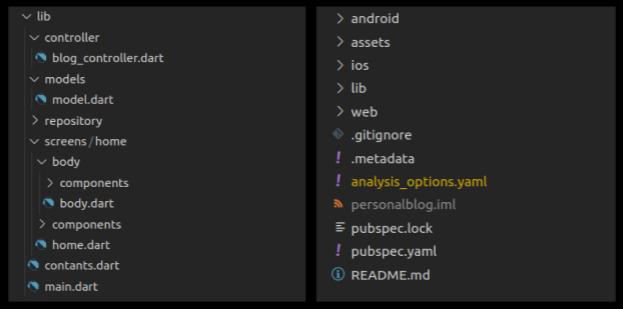 lib
controller
blog_controller.dart
models
model.dart
repository
screens/home
body
components
body.dart
components
home.dart
contants.dart
main.dart
android
assets
ios
lib
web
.gitignore
.metadata
analysis_options.yaml
personalblog.iml
pubspec.lock
pubspec.yaml
README.md